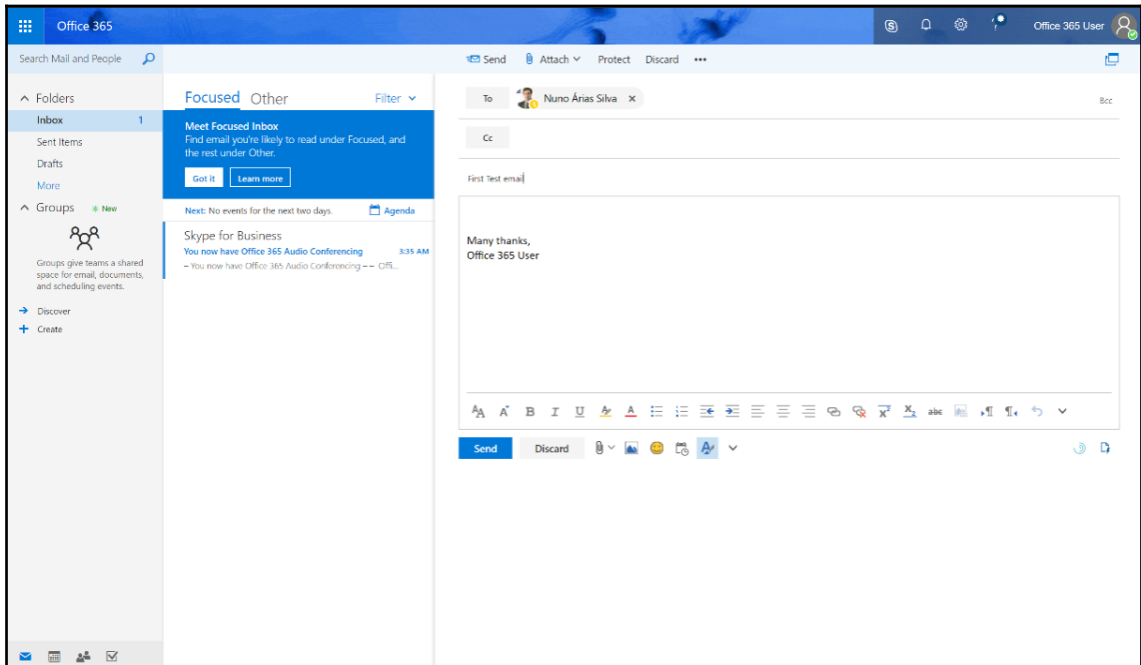 Office 365
Office 365 User
Search Mail and People
Send
Attach
Protect
Discard
•••
Folders
Inbox 1
Sent Items
Drafts
More
Groups
New
Groups give teams a shared
space for email, documents,
and scheduling events.
Discover
Create
Focused Other Filter
Meet Focused Inbox
Find email you're likely to read under Focused, and
the rest under Other.
Got it Learn more
Next: No events for the next two days. Agenda
Skype for Business
You now have Office 365 Audio Conferencing 3:35 AM
– You now have Office 365 Audio Conferencing – – Offi...
To Nuno Árias Silva x Bcc
Cc
First Test email
Many thanks,
Office 365 User
AA A B I U A abc
Send Discard